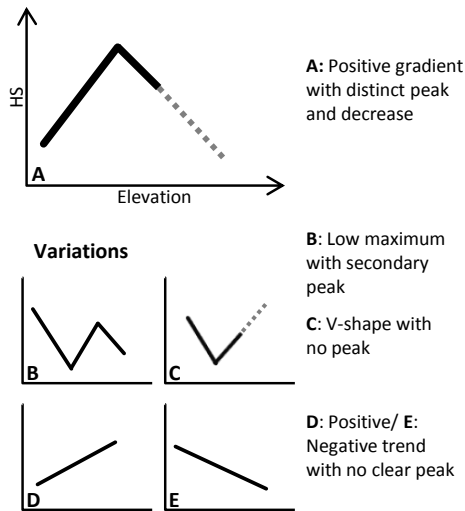 HS
A
Elevation
A: Positive gradient
with distinct peak
and decrease
Variations
B
C
B: Low maximum
with secondary
peak
C: V-shape with
no peak
D
E
D: Positive/ E:
Negative trend
with no clear peak